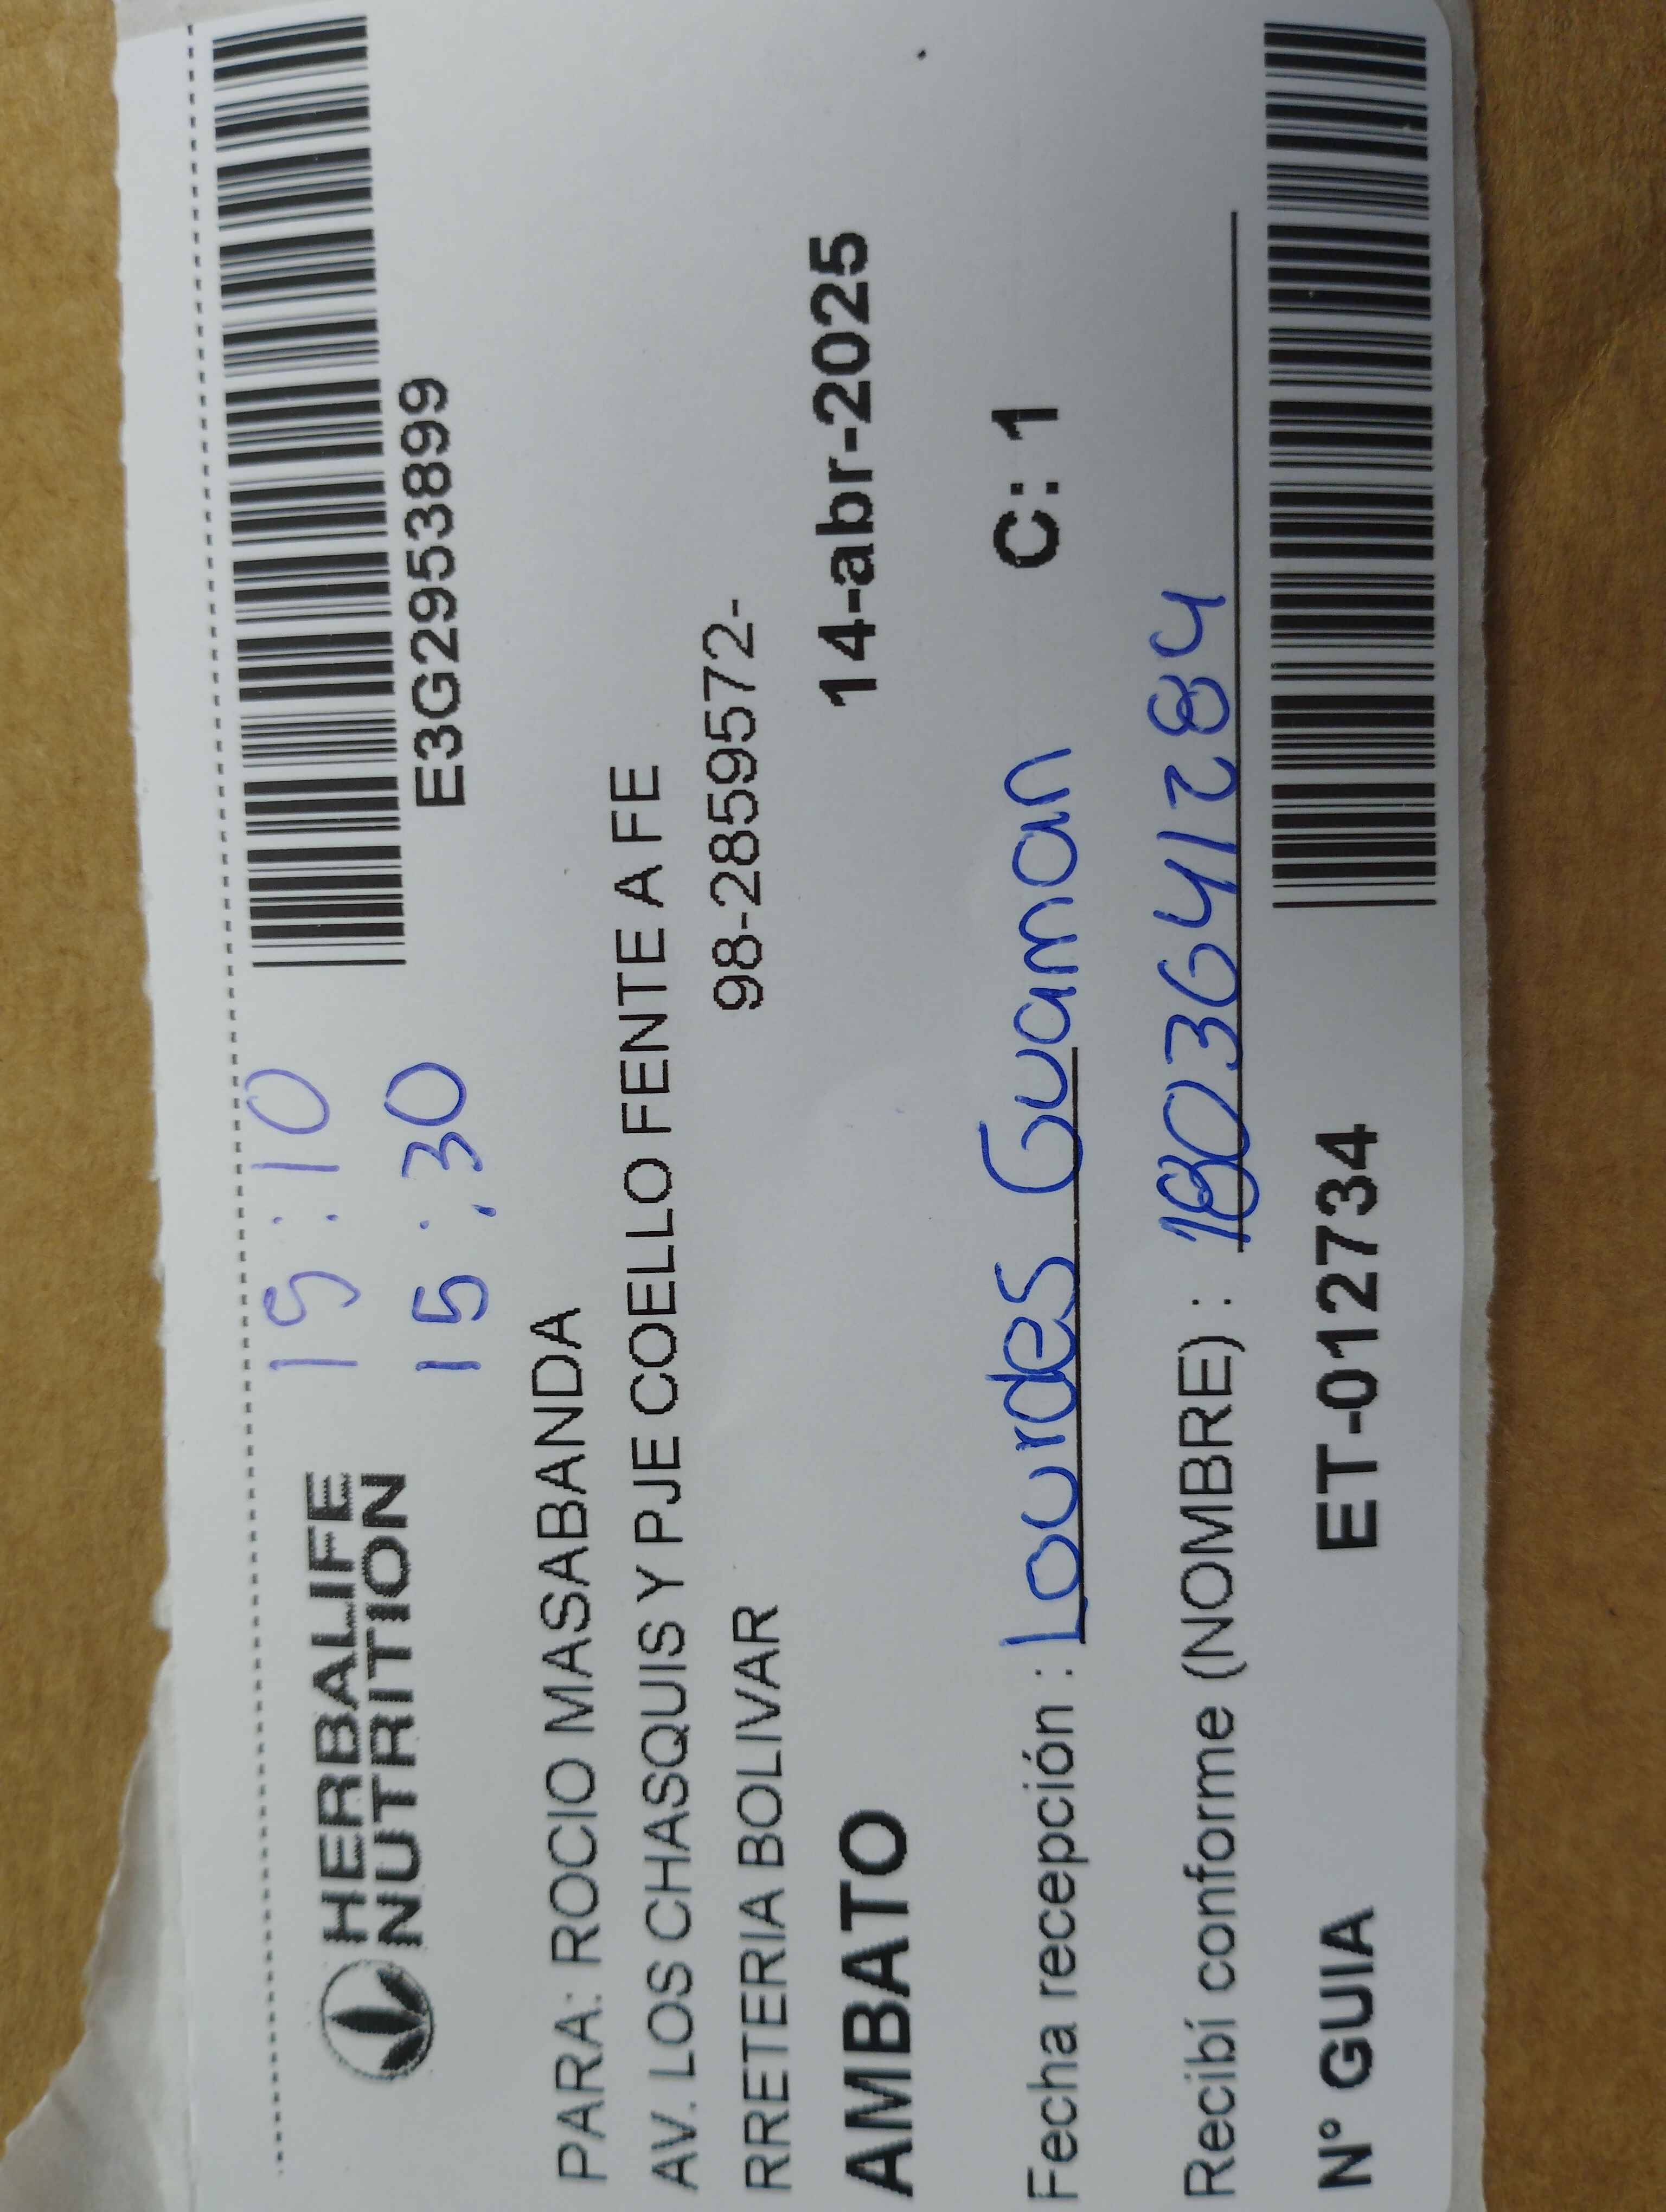 15:10
HERBALIFE
NUTRITION
15:30
E3G2953899
PARA: ROCIO MASABANDA
AV. LOS CHASQUIS Y PJE COELLO FENTE A FE
RRETERIA BOLIVAR 98-2859572-
AMBATO 14-abr-2025
Fecha recepción : Lourdes Guaman C: 1
Recibí conforme (NOMBRE) : 1803641284
N° GUIA ET-012734